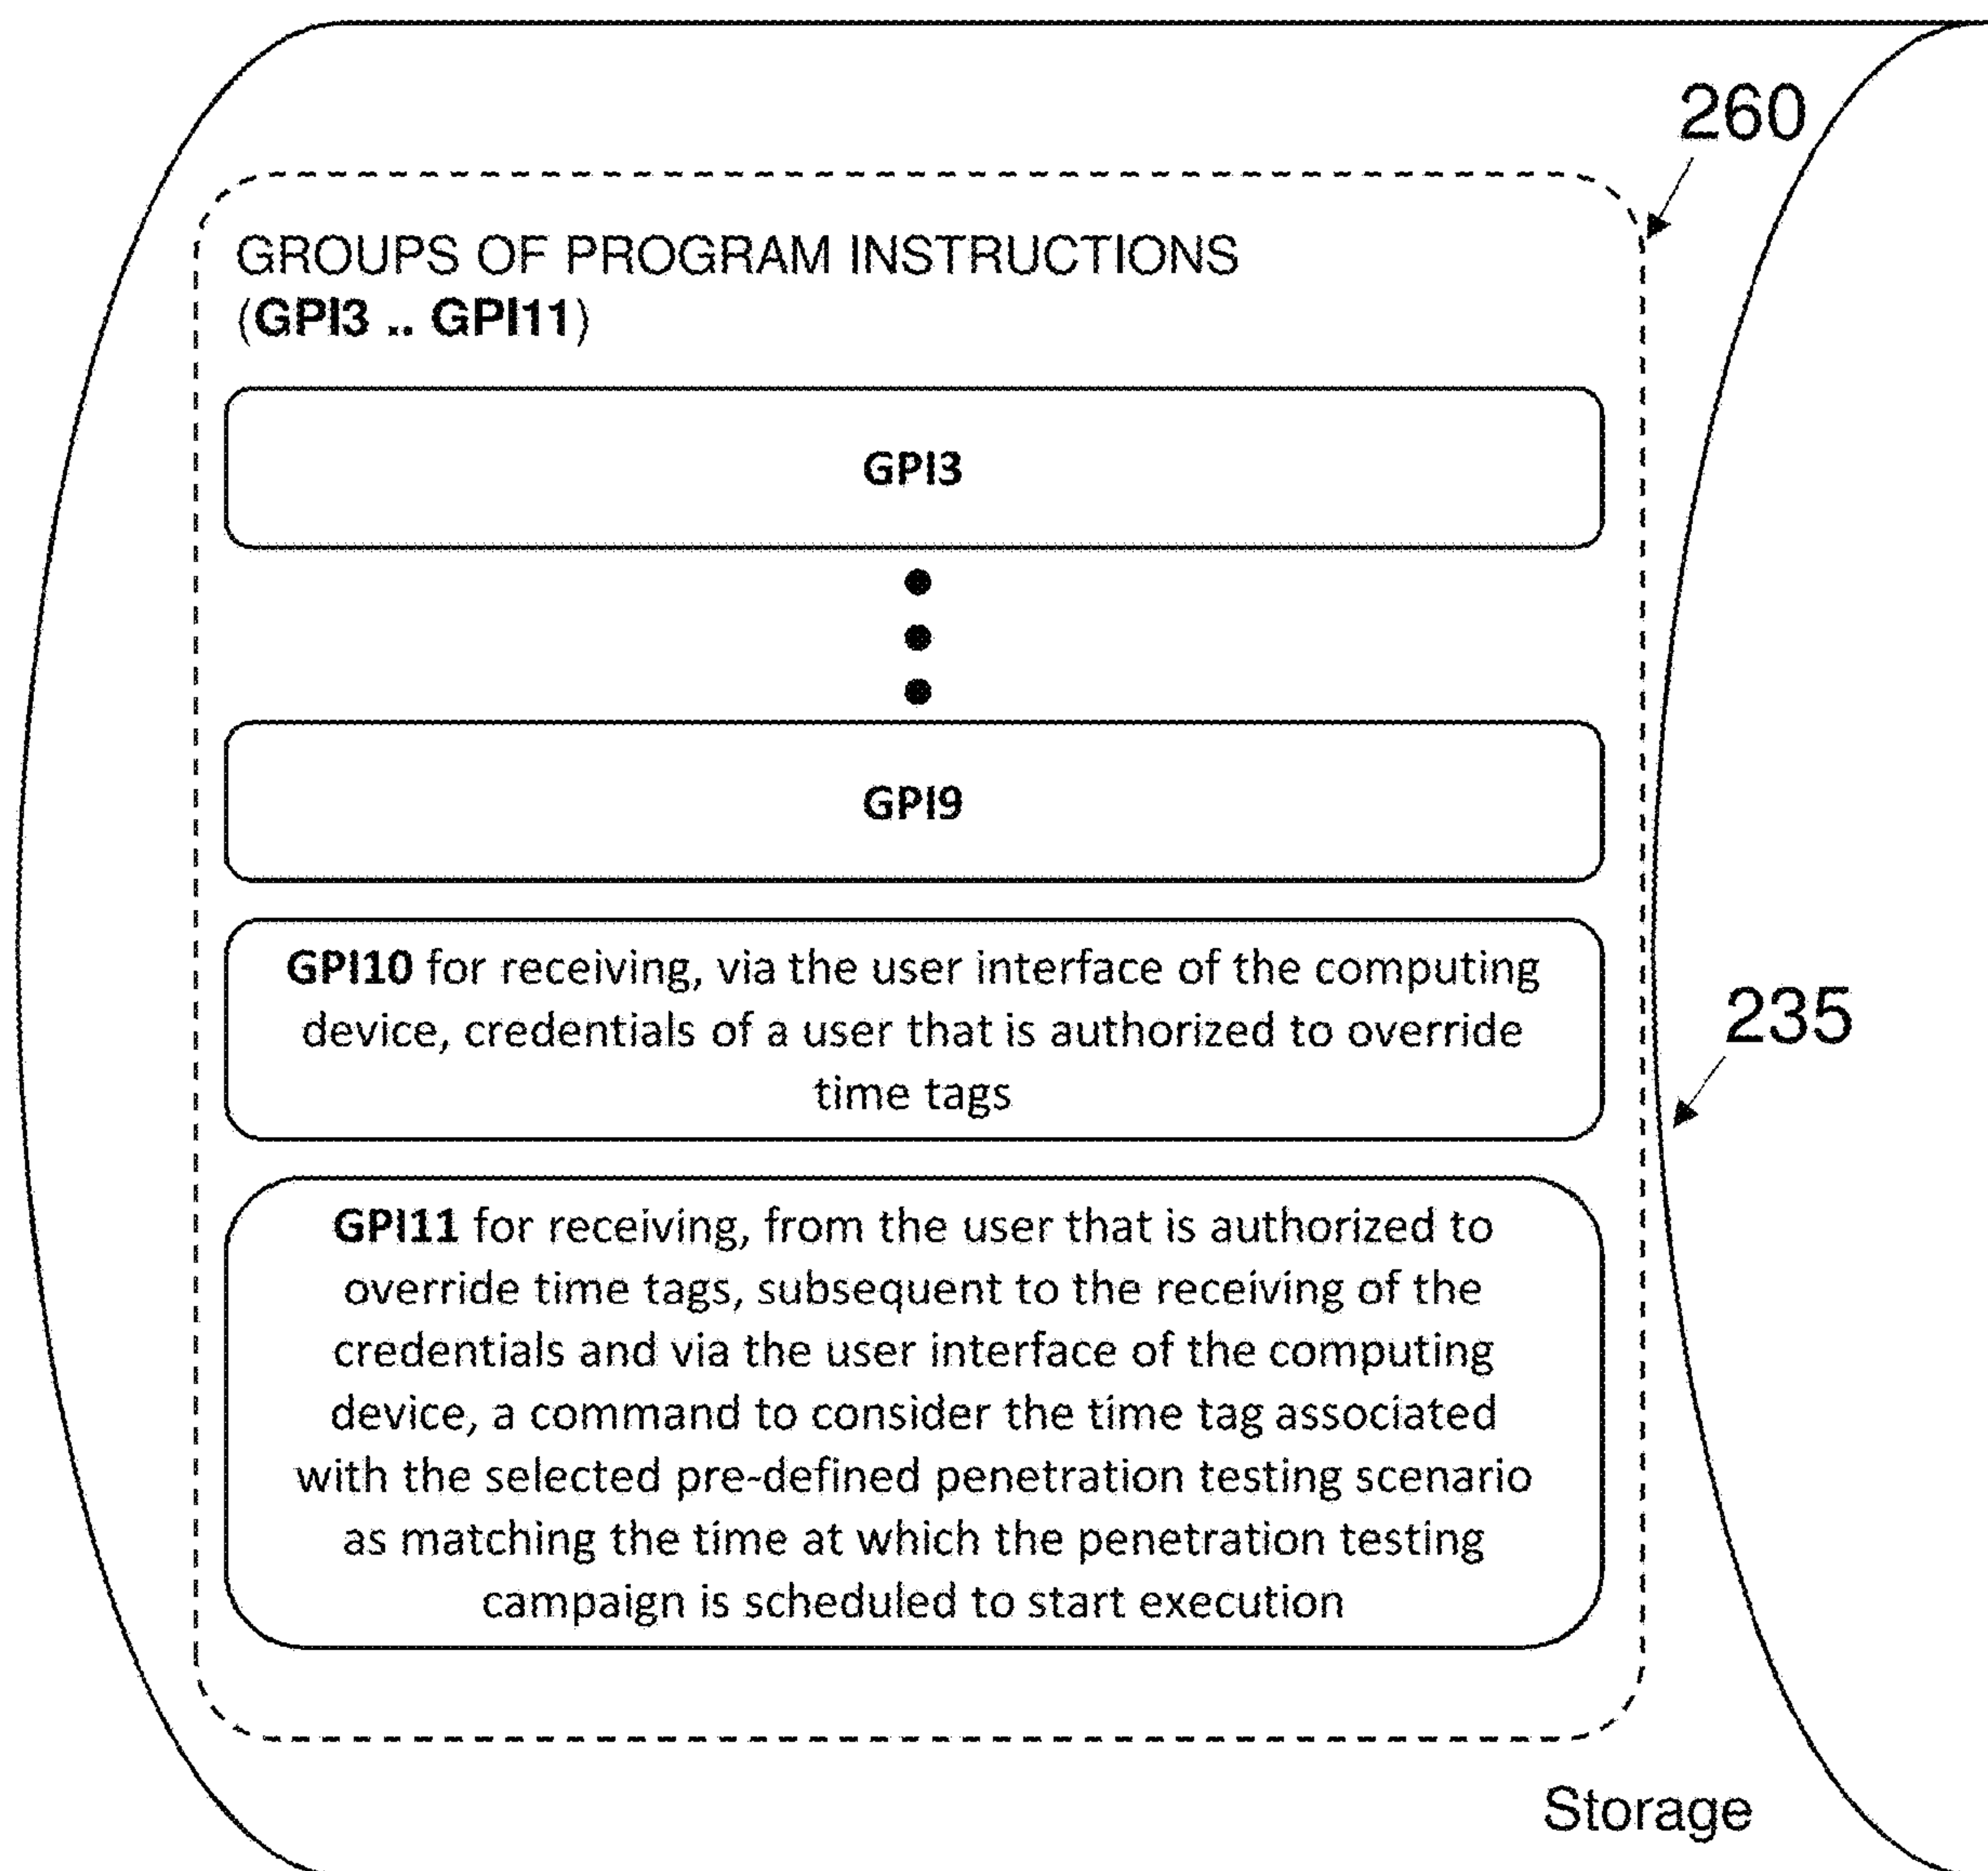 260
GROUPS OF PROGRAM INSTRUCTIONS
(GPI3 .. GPI11)
GPI3
GPI9
GPI10 for receiving, via the user interface of the computing
device, credentials of a user that is authorized to override
time tags
235
GPI11 for receiving, from the user that is authorized to
override time tags, subsequent to the receiving of the
credentials and via the user interface of the computing
device, a command to consider the time tag associated
with the selected pre-defined penetration testing scenario
as matching the time at which the penetration testing
campaign is scheduled to start execution
Storage